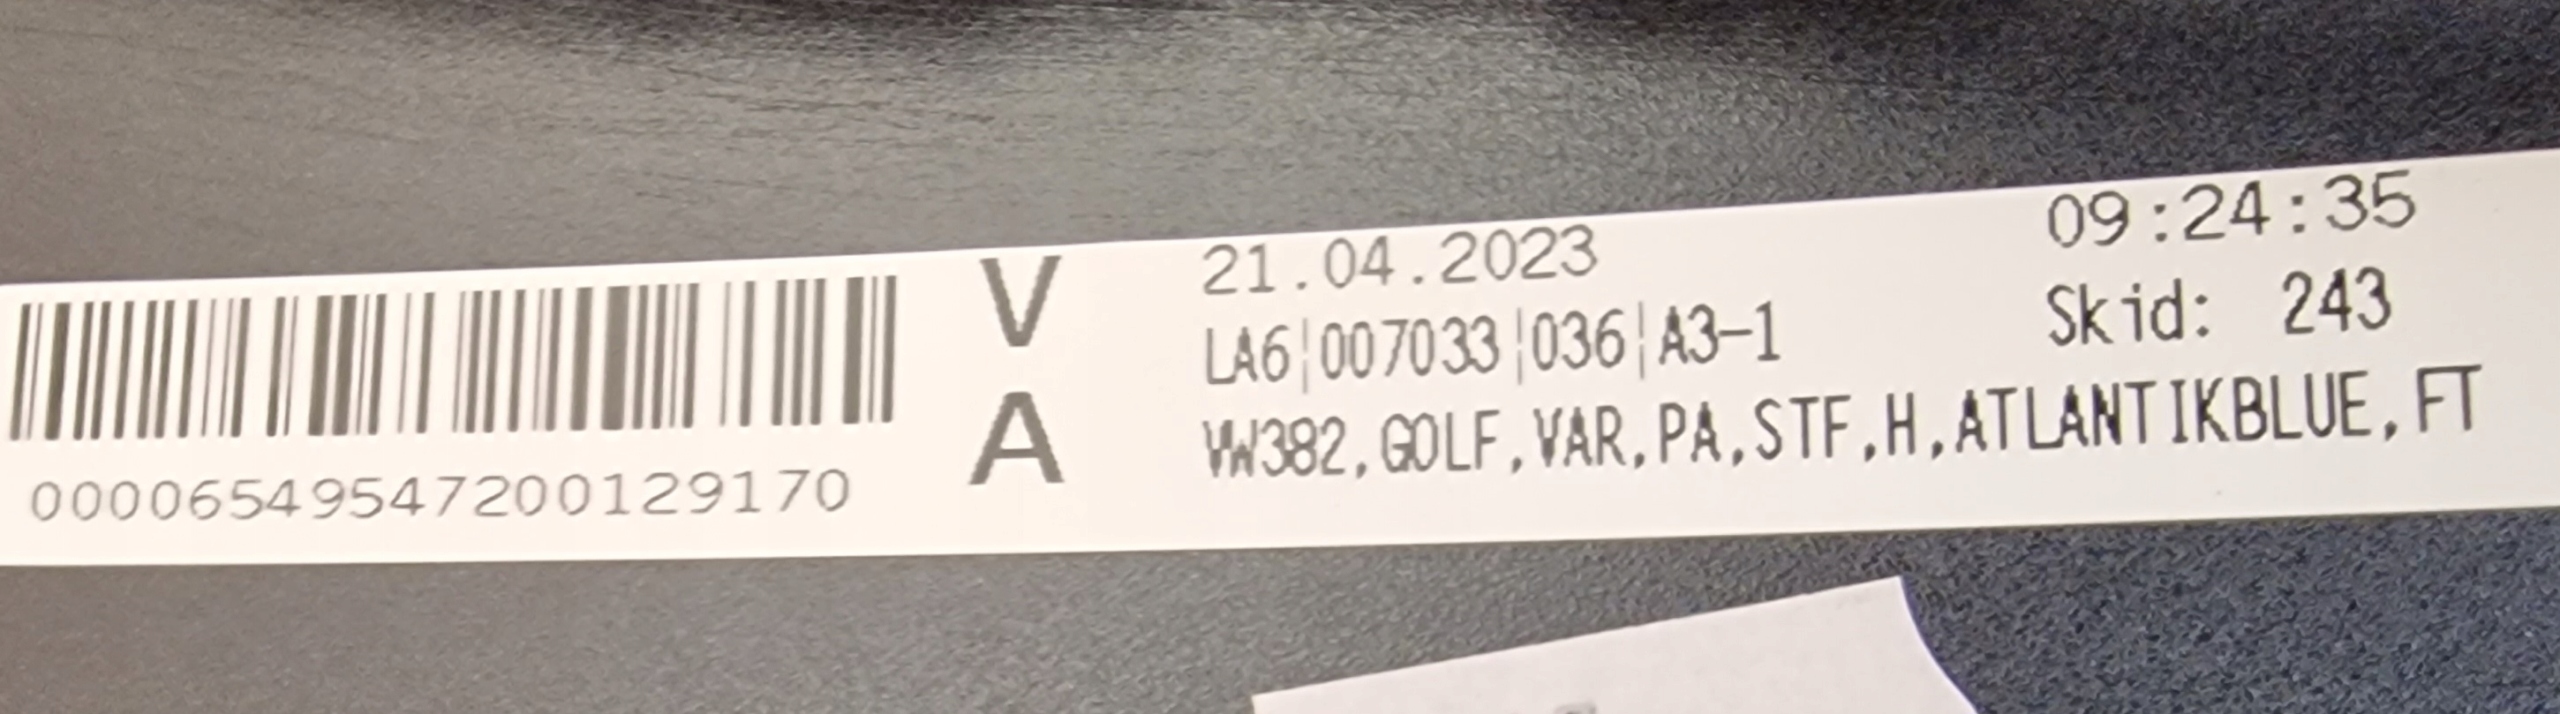 21.04.2023 09:24:35
LA6|007033|036|A3-1 Skid: 243
VW382,GOLF,VAR,PA,STF,H,ATLANTIKBLUE,FT
V
A
00006549547200129170